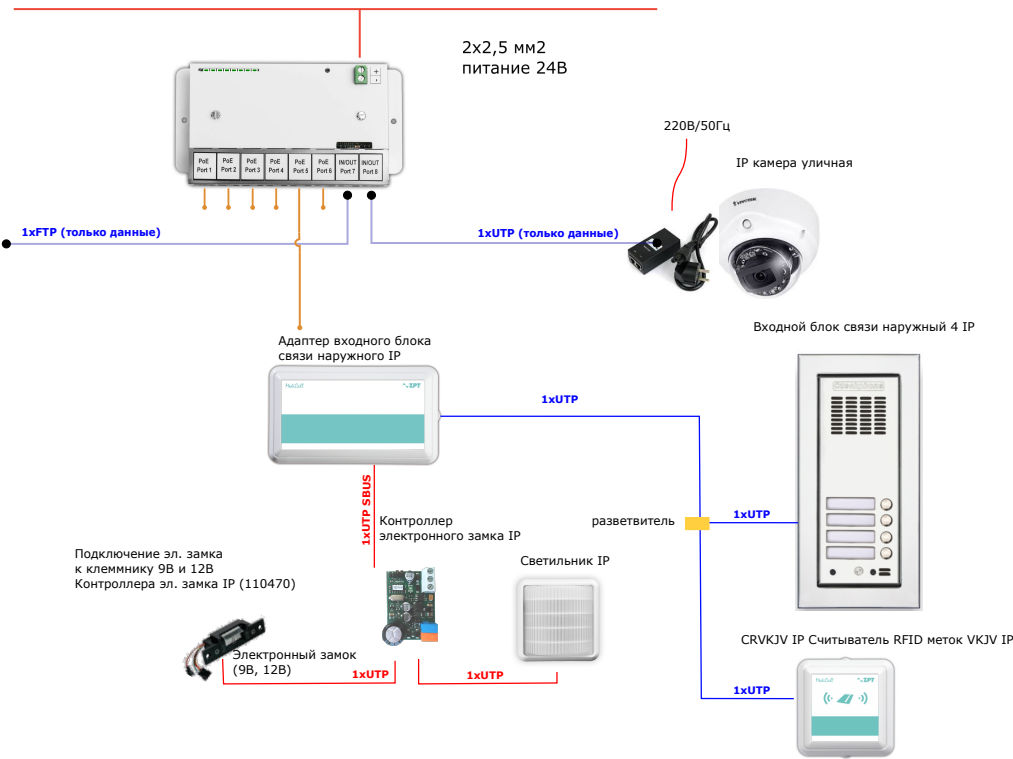 2x2,5 мм2
питание 24В
+
-
PoE
Port 1
PoE
Port 2
PoE
Port 3
PoE
Port 4
PoE
Port 5
PoE
Port 6
IN/OUT
Port 7
IN/OUT
Port 8
220В/50Гц
IP камера уличная
VIVOTEK
1xFTP (только данные)
1xUTP (только данные)
Входной блок связи наружный 4 IP
Адаптер входного блока
связи наружного IP
1xUTP
1xUTP SBUS
Контроллер
электронного замка IP
разветвитель
1xUTP
Подключение эл. замка
к клеммнику 9В и 12В
Контроллера эл. замка IP (110470)
Светильник IP
Электронный замок
(9В, 12В)
1xUTP
1xUTP
CRVKJV IP Считыватель RFID меток VKJV IP
1xUTP